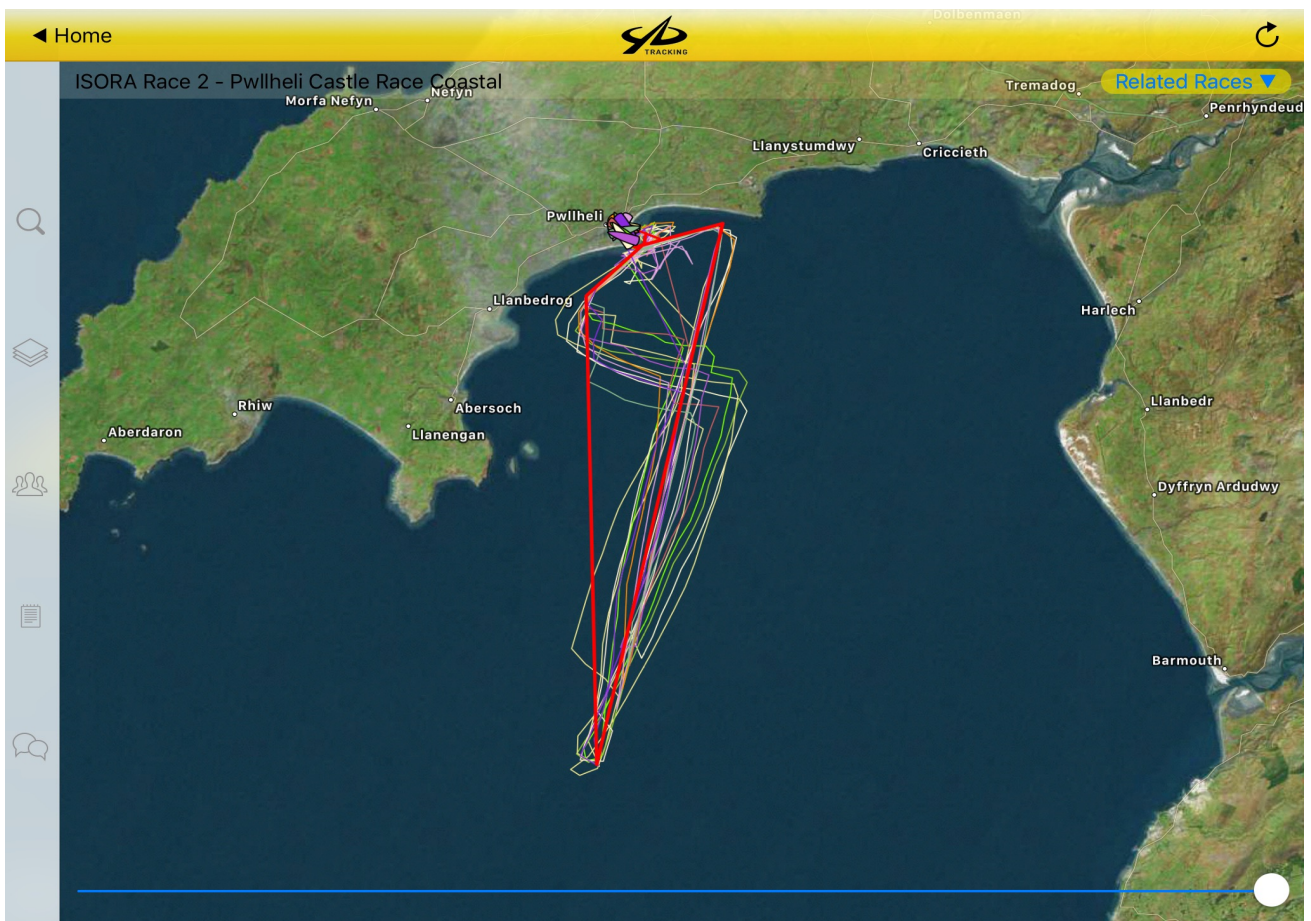 Dolbenmaen
◀ Home
TRACKING
ISORA Race 2 - Pwllheli Castle Race Coastal
Related Races ▼
Nefyn
Morfa Nefyn
Tremadog
Penrhyndeud
Llanystumdwy
Criccieth
Pwllheli
Llanbedrog
Harlech
Rhiw
Abersoch
Llanbedr
Aberdaron
Llanengan
Dyffryn Ardudwy
Barmouth